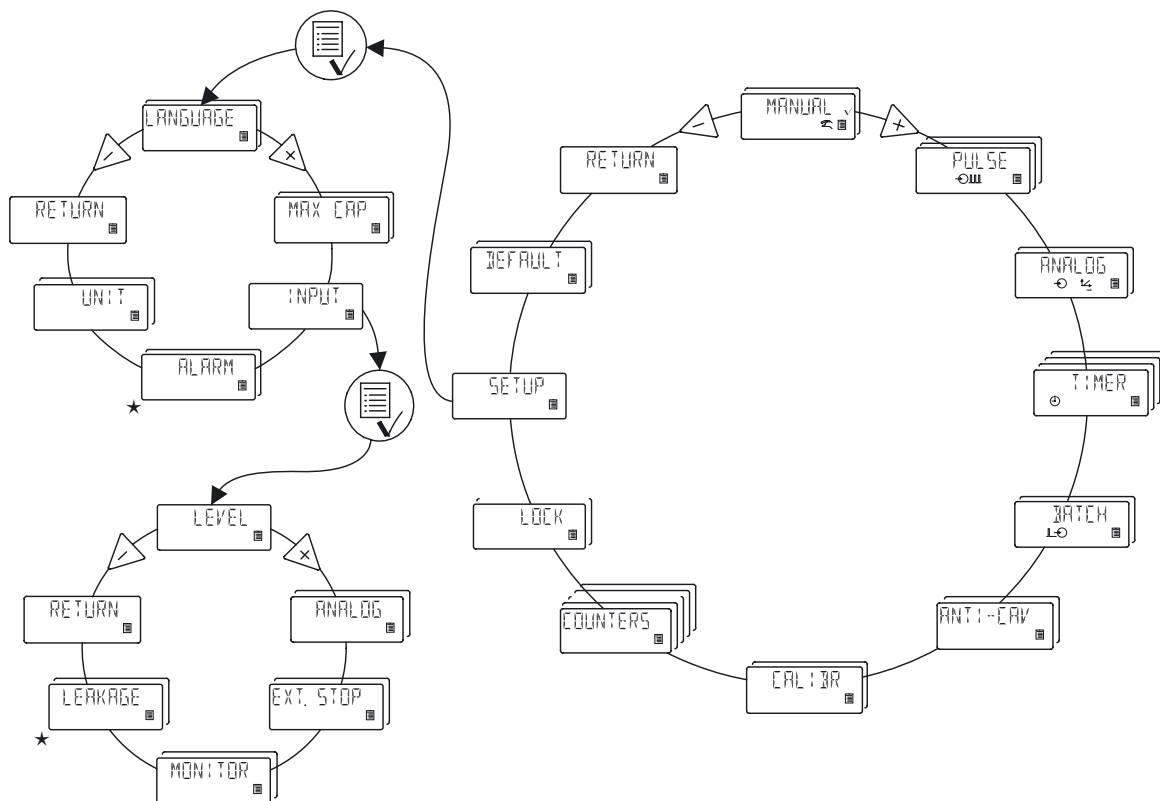 LANGUAGE
RETURN
MAX CAP
UNIT
INPUT
ALARM
★
LEVEL
RETURN
ANALOG
LEAKAGE
EXT. STOP
★
MONITOR
MANUAL
RETURN
PULSE
DEFAULT
ANALOG
SETUP
TIMER
LOCK
BATCH
COUNTERS
ANTI-CAV
CALIBR